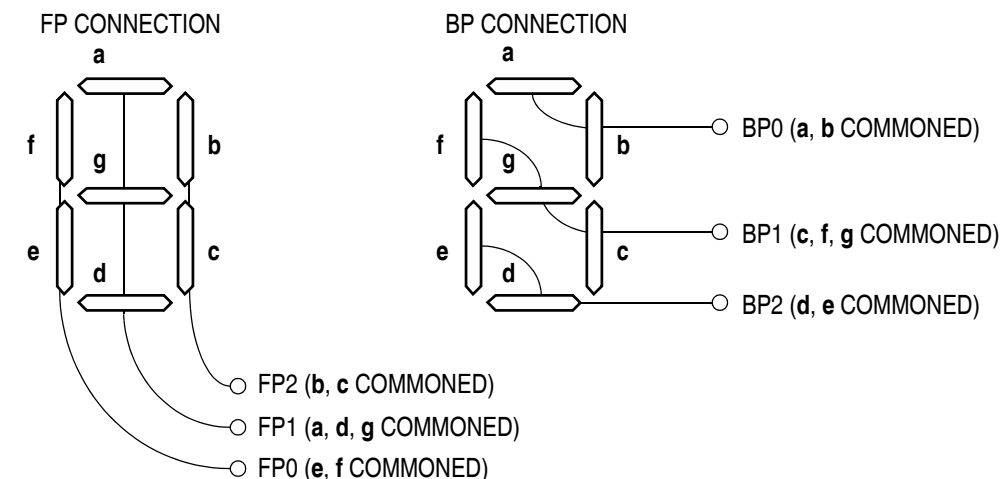 FP CONNECTION
a
f
b
g
e
c
d
FP2 (b, c COMMONED)
FP1 (a, d, g COMMONED)
FP0 (e, f COMMONED)
BP CONNECTION
a
f
b
g
e
c
d
BP0 (a, b COMMONED)
BP1 (c, f, g COMMONED)
BP2 (d, e COMMONED)